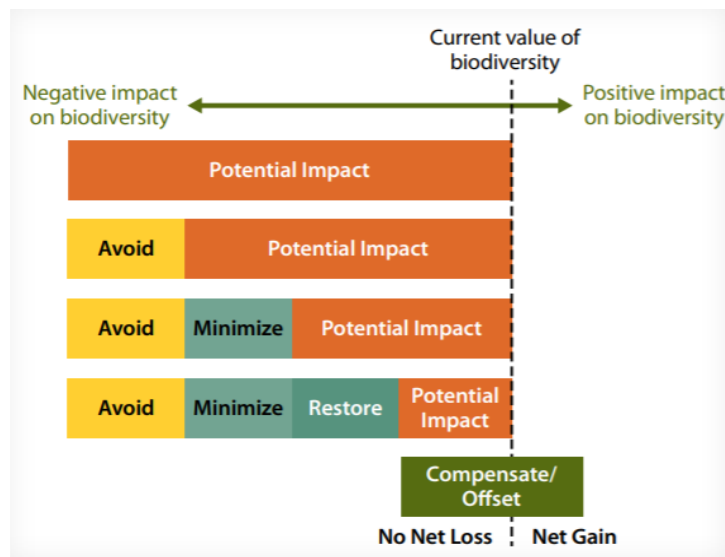 Current value of
biodiversity
Negative impact
on biodiversity
Positive impact
on biodiversity
Potential Impact
Avoid
Potential Impact
Avoid
Minimize
Potential Impact
Avoid
Minimize
Restore
Potential
Impact
Compensate/
Offset
No Net Loss
Net Gain